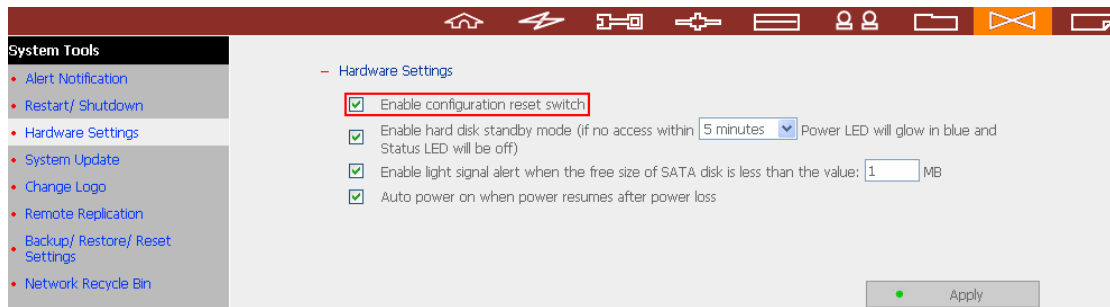 System Tools
Alert Notification
Restart/ Shutdown
Hardware Settings
System Update
Change Logo
Remote Replication
Backup/ Restore/ Reset
Settings
Network Recycle Bin
– Hardware Settings
Enable configuration reset switch
Enable hard disk standby mode (if no access within 5 minutes Power LED will glow in blue and
Status LED will be off)
Enable light signal alert when the free size of SATA disk is less than the value: 1 MB
Auto power on when power resumes after power loss
Apply